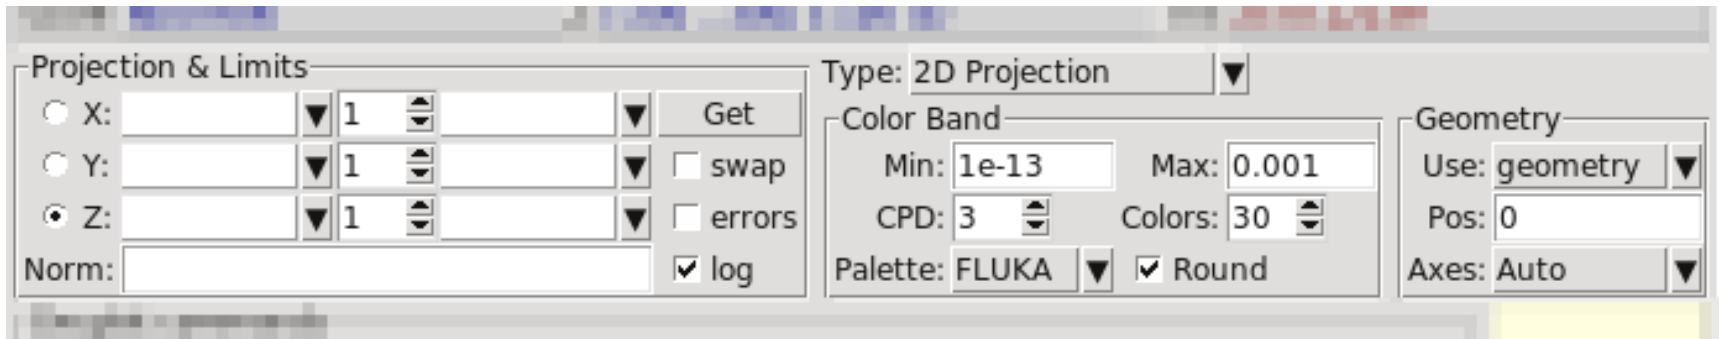 Projection & Limits
Type: 2D Projection
X: 1 Get
Y: 1 swap
Z: 1 errors
Norm: log
Color Band
Min: 1e-13 Max: 0.001
CPD: 3 Colors: 30
Palette: FLUKA Round
Geometry
Use: geometry
Pos: 0
Axes: Auto